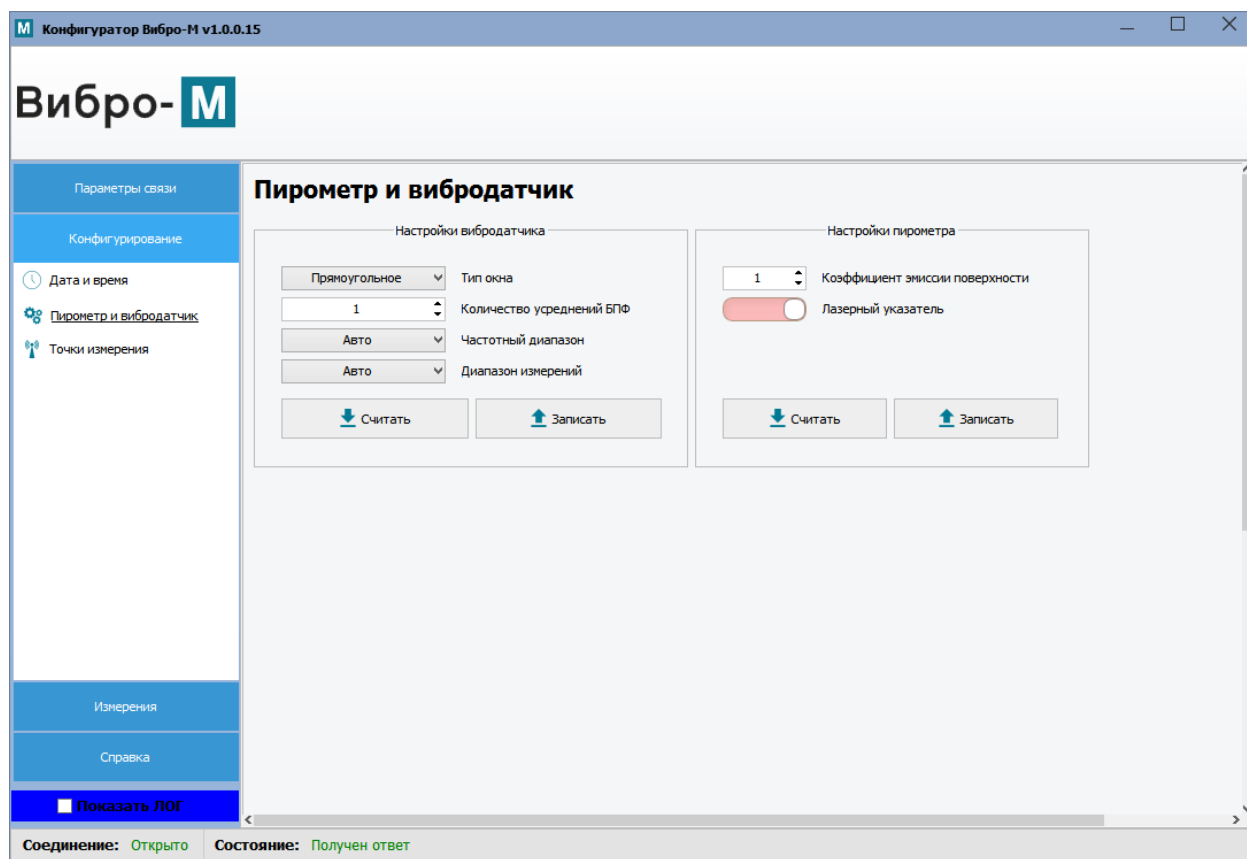 M Конфигуратор Вибро-М v1.0.0.15
Вибро-М
Параметры связи
Конфигурирование
Дата и время
Пирометр и вибродатчик
Точки измерения
Измерения
Справка
Показать ЛОГ
Пирометр и вибродатчик
Настройки вибродатчика
Прямоугольное Тип окна
1 Количество усреднений БПФ
Авто Частотный диапазон
Авто Диапазон измерений
Считать Записать
Настройки пирометра
1 Коэффициент эмиссии поверхности
Лазерный указатель
Считать Записать
Соединение: Открыто Состояние: Получен ответ